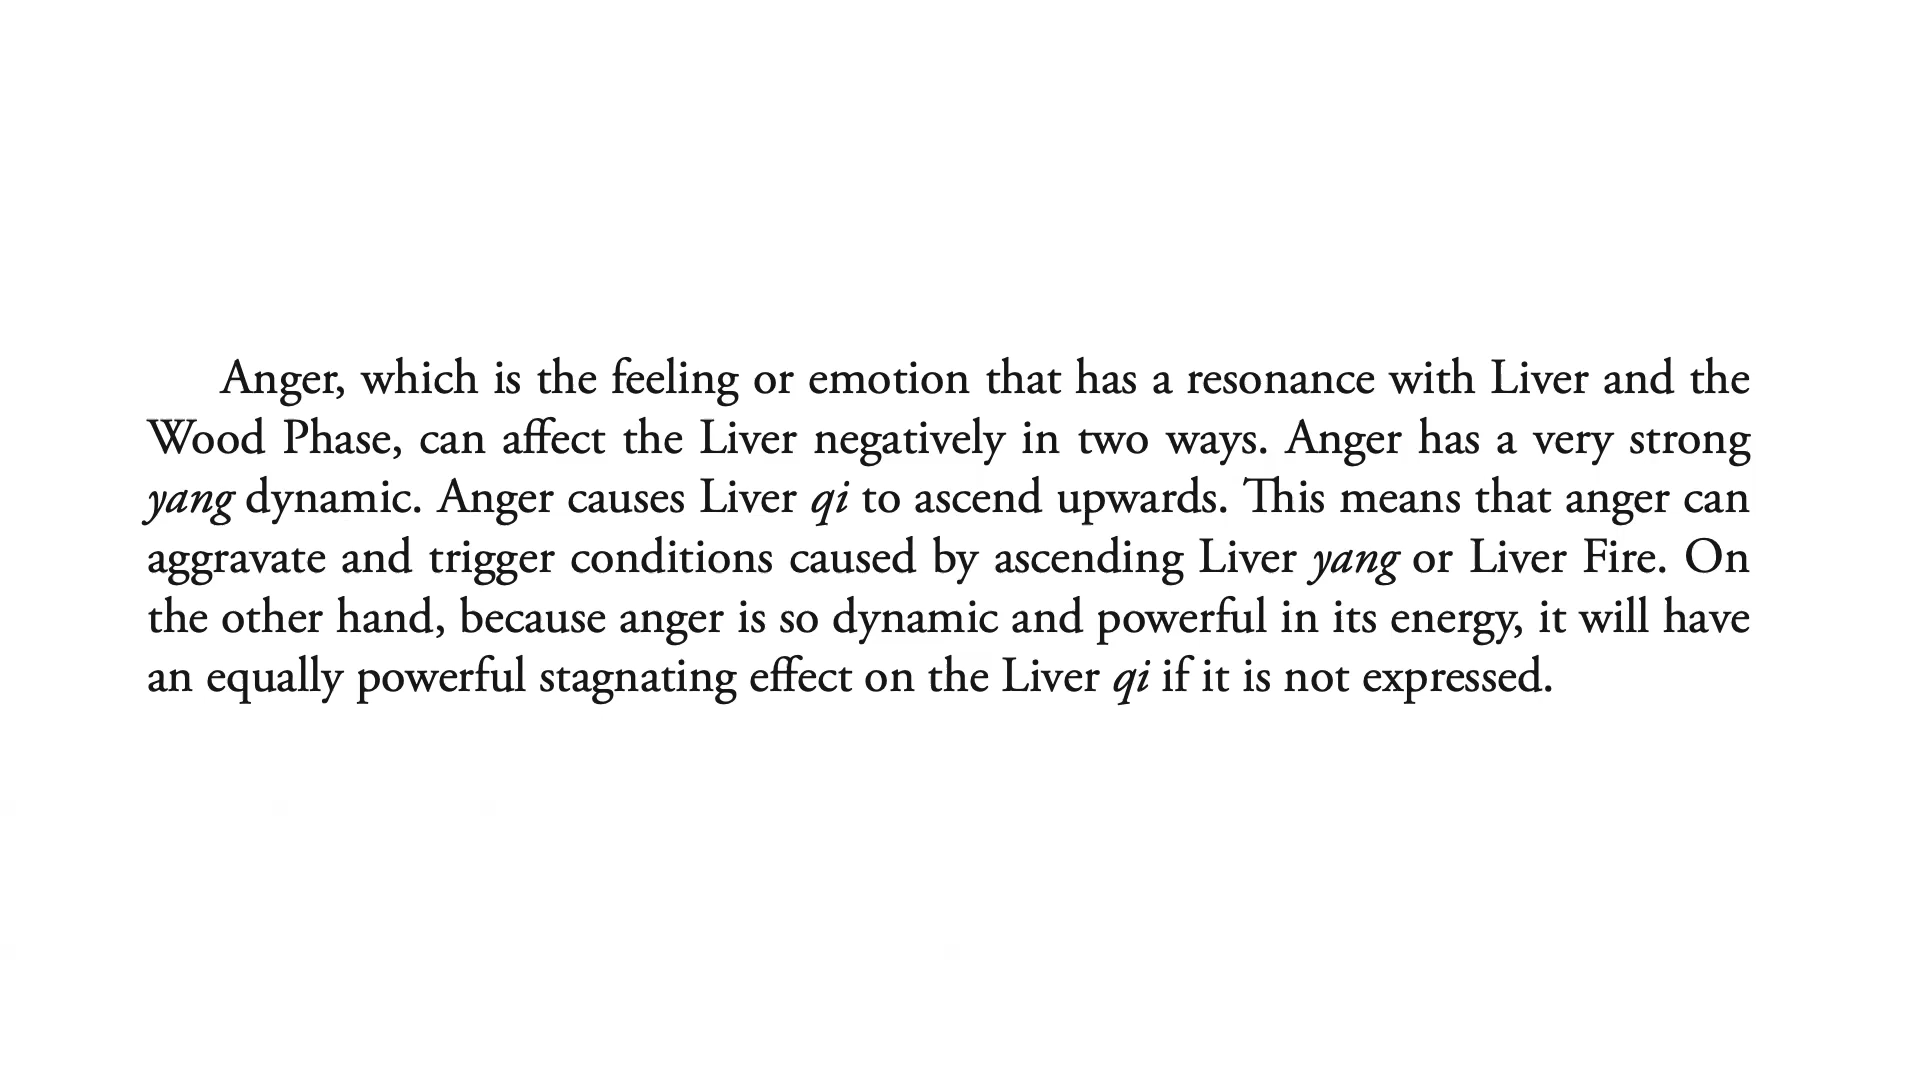 Anger, which is the feeling or emotion that has a resonance with Liver and the
Wood Phase, can affect the Liver negatively in two ways. Anger has a very strong
yang dynamic. Anger causes Liver qi to ascend upwards. This means that anger can
aggravate and trigger conditions caused by ascending Liver yang or Liver Fire. On
the other hand, because anger is so dynamic and powerful in its energy, it will have
an equally powerful stagnating effect on the Liver qi if it is not expressed.